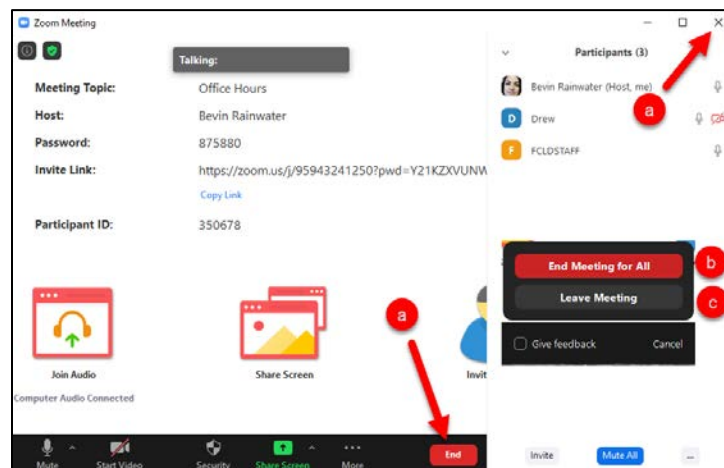 Zoom Meeting
Talking:
Meeting Topic: Office Hours
Host: Bevin Rainwater
Password: 875880
Invite Link: https://zoom.us/j/95943241250?pwd=Y21KZXVUNW
Copy Link
Participant ID: 350678
Join Audio
Computer Audio Connected
Share Screen
Invit
Mute
Start Video
Security
Share Screen
More
End
a
Participants (3)
a
Bevin Rainwater (Host, me)
D Drew
F FCLDSTAFF
End Meeting for All b
Leave Meeting c
Give feedback Cancel
Invite Mute All ...